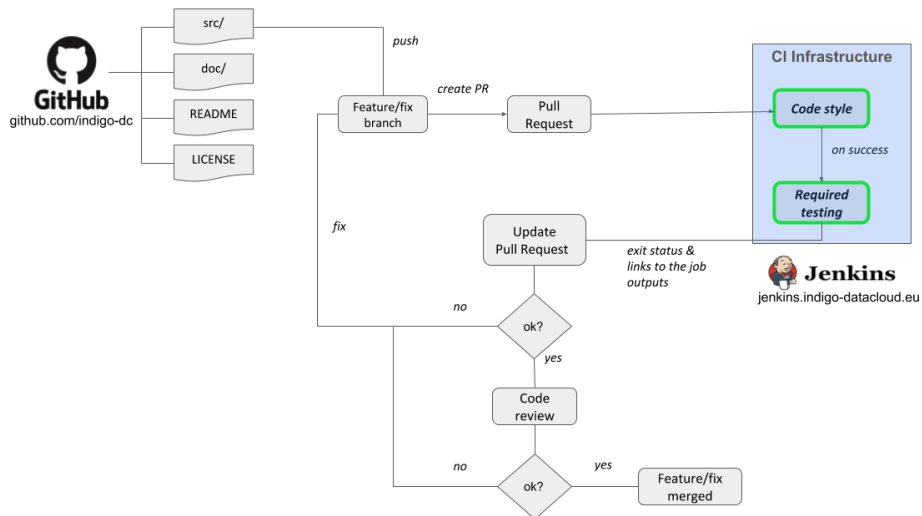 src/
push
CI Infrastructure
doc/
GitHub
github.com/indigo-dc
create PR
Feature/fix
branch
Pull
Request
Code style
README
on success
LICENSE
Required
testing
fix
Update
Pull Request
exit status &
links to the job
outputs
Jenkins
jenkins.indigo-datacloud.eu
no
ok?
yes
Code
review
no
yes
ok?
Feature/fix
merged